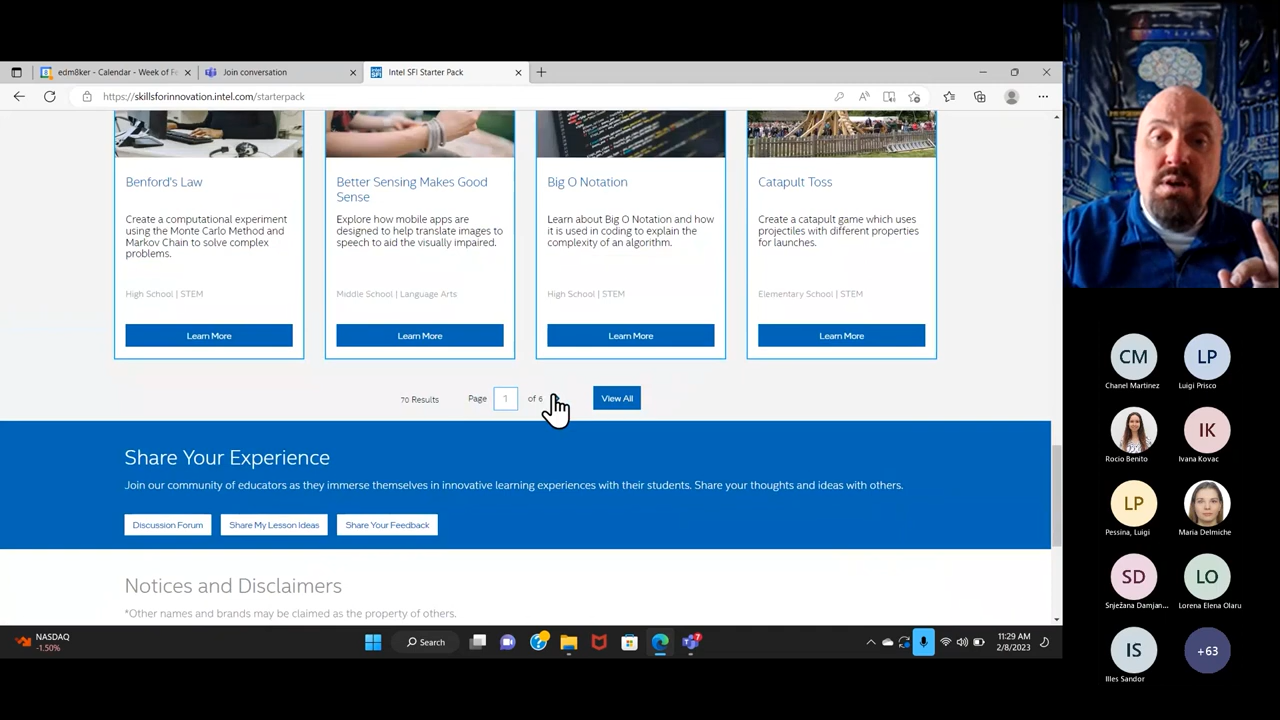 edm8ker - Calendar - Week of Fe
Join conversation
Intel SFI Starter Pack
https://skillsforinnovation.intel.com/starterpack
Benford's Law
Create a computational experiment
using the Monte Carlo Method and
Markov Chain to solve complex
problems.
High School | STEM
Learn More
Better Sensing Makes Good
Sense
Explore how mobile apps are
designed to help translate images to
speech to aid the visually impaired.
Middle School | Language Arts
Learn More
Big O Notation
Learn about Big O Notation and how
it is used in coding to explain the
complexity of an algorithm.
High School | STEM
Learn More
Catapult Toss
Create a catapult game which uses
projectiles with different properties
for launches.
Elementary School | STEM
Learn More
70 Results
Page 1 of 6
View All
Share Your Experience
Join our community of educators as they immerse themselves in innovative learning experiences with their students. Share your thoughts and ideas with others.
Discussion Forum
Share My Lesson Ideas
Share Your Feedback
Notices and Disclaimers
*Other names and brands may be claimed as the property of others.
NASDAQ
-1.50%
Search
7
11:29 AM
2/8/2023
CM
Chanel Martinez
LP
Luigi Prisco
Rocio Benito
IK
Ivana Kovac
LP
Pessina, Luigi
Maria Delmiche
SD
Snježana Damjan...
LO
Lorena Elena Olaru
IS
Illes Sandor
+63